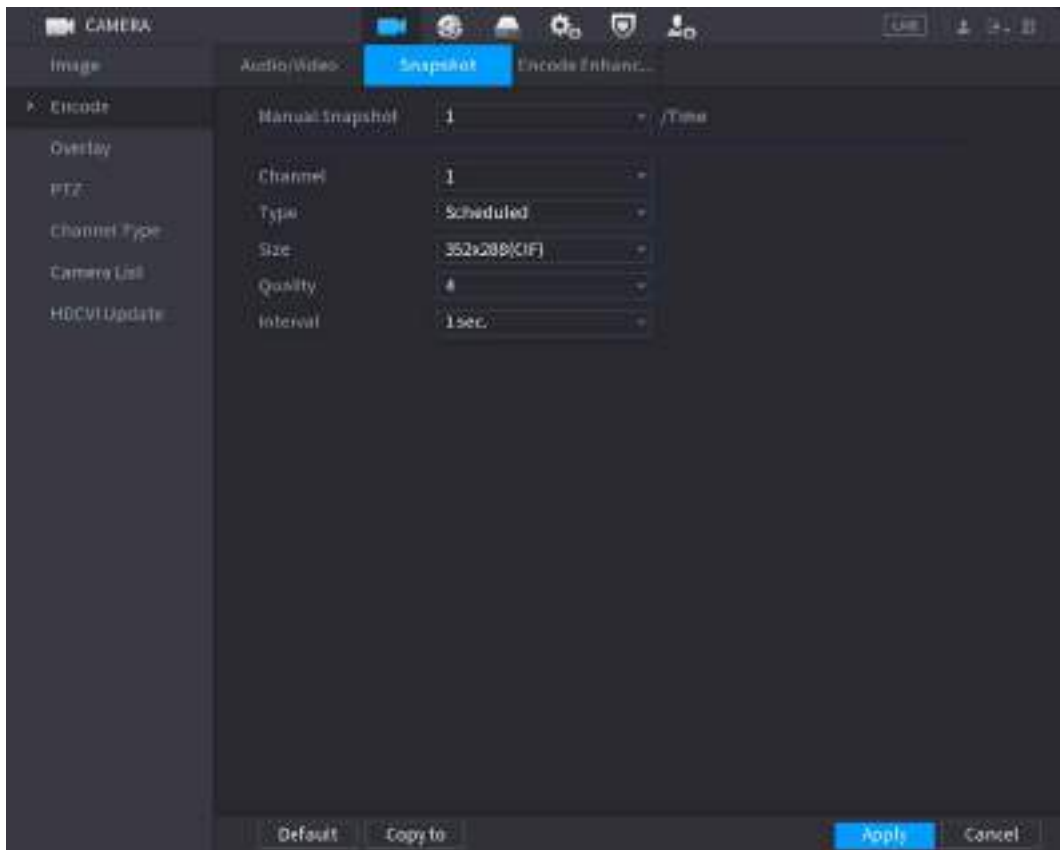 CAMERA
LIVE
Image
Encode
Overlay
PTZ
Channel Type
Camera List
HDCVI Update
Audio/Video
Snapshot
Encode Enhanc...
Manual Snapshot 1 /Time
Channel 1
Type Scheduled
Size 352x288(CIF)
Quality 4
Interval 1 sec.
Default Copy to Apply Cancel